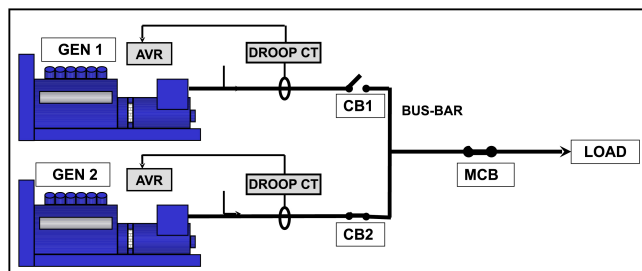 GEN 1
AVR
DROOP CT
CB1
BUS-BAR
GEN 2
AVR
DROOP CT
CB2
MCB
LOAD